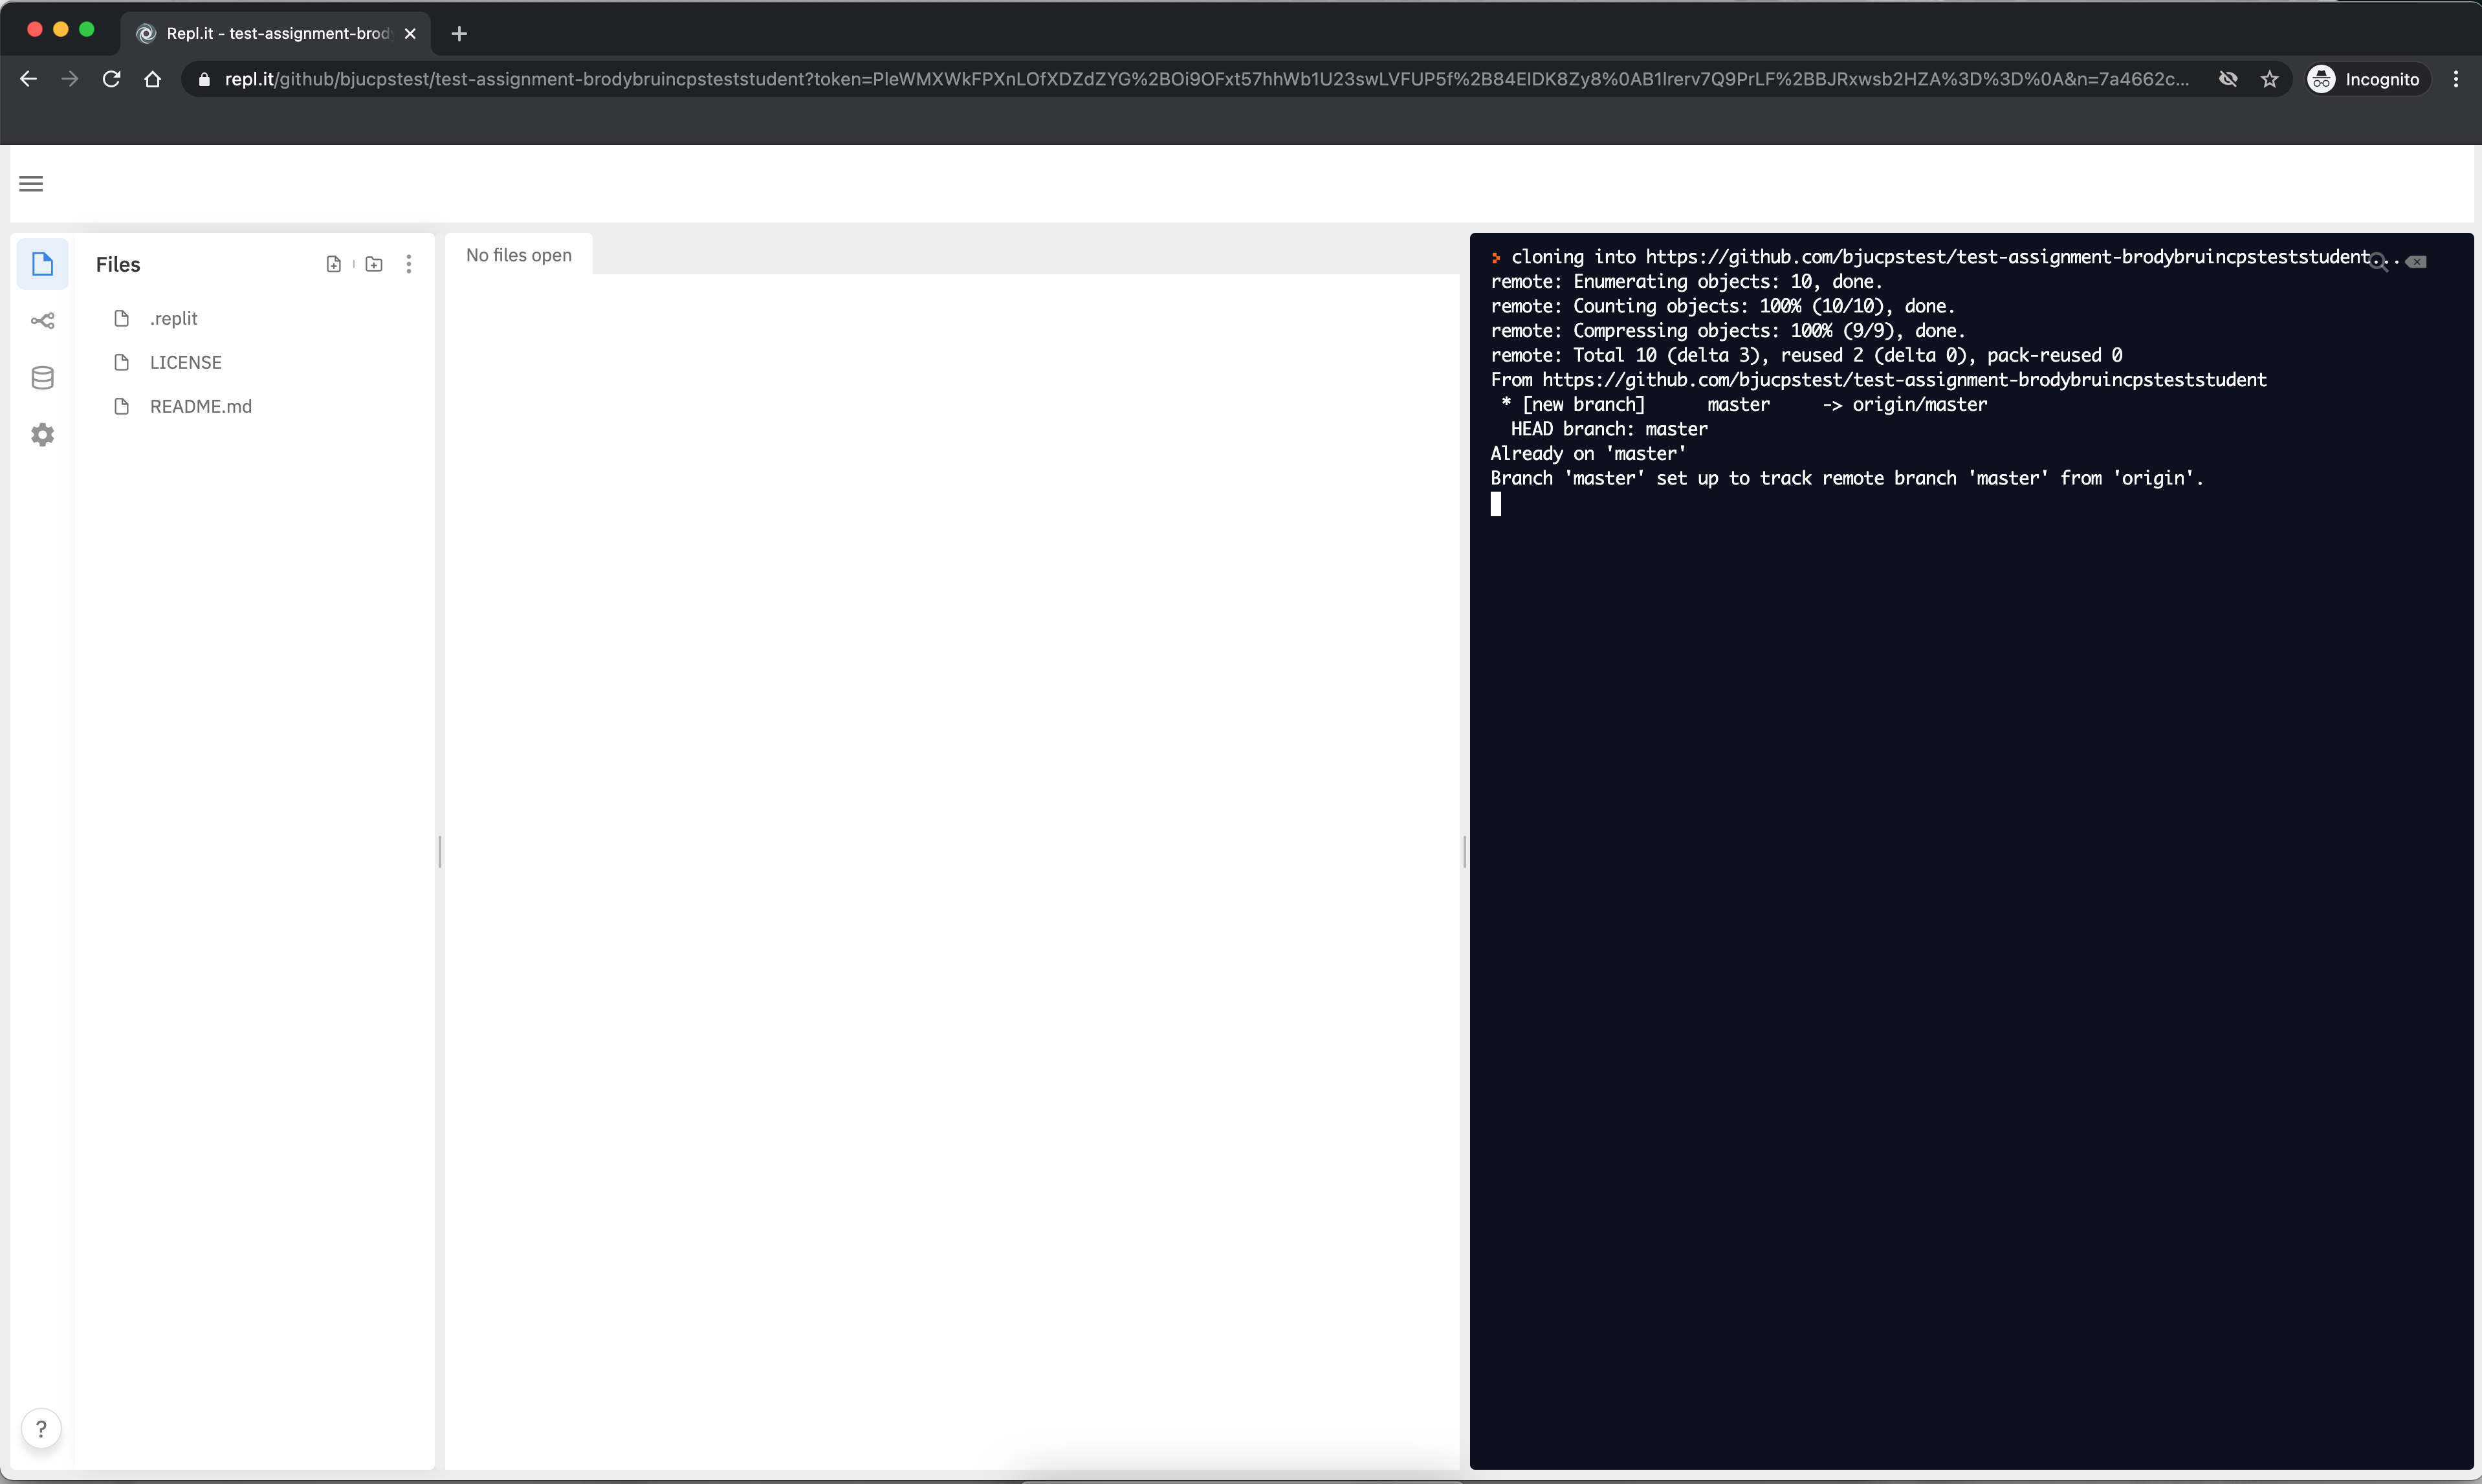 Repl.it - test-assignment-brod
repl.it/github/bjucpstest/test-assignment-brodybruincpsteststudent?token=PleWMXWkFPXnLOfXDZdZYG%2BOi9OFxt57hhWb1U23swLVFUP5f%2B84EIDK8Zy8%0AB1lrerv7Q9PrLF%2BBJRxwsb2HZA%3D%3D%0A&n=7a4662c...
Incognito
Files
.replit
LICENSE
README.md
No files open
cloning into https://github.com/bjucpstest/test-assignment-brodybruincpsteststudent...
remote: Enumerating objects: 10, done.
remote: Counting objects: 100% (10/10), done.
remote: Compressing objects: 100% (9/9), done.
remote: Total 10 (delta 3), reused 2 (delta 0), pack-reused 0
From https://github.com/bjucpstest/test-assignment-brodybruincpsteststudent
* [new branch] master -> origin/master
HEAD branch: master
Already on 'master'
Branch 'master' set up to track remote branch 'master' from 'origin'.
?